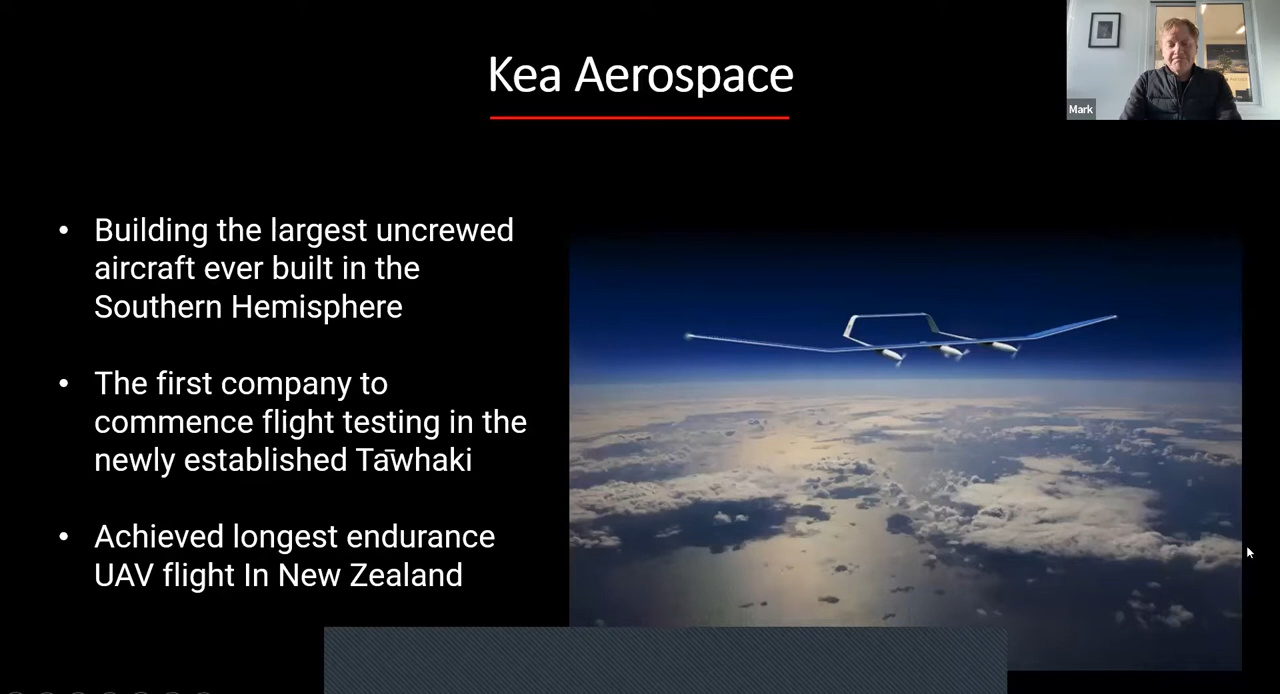 Kea Aerospace
Mark
• Building the largest uncrewed
aircraft ever built in the
Southern Hemisphere
• The first company to
commence flight testing in the
newly established Tāwhaki
• Achieved longest endurance
UAV flight In New Zealand